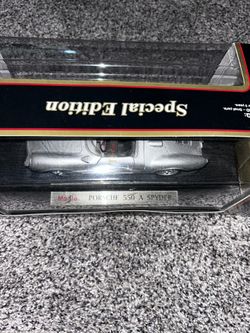 Special Edition
Maisto PORSCHE 550 A SPYDER